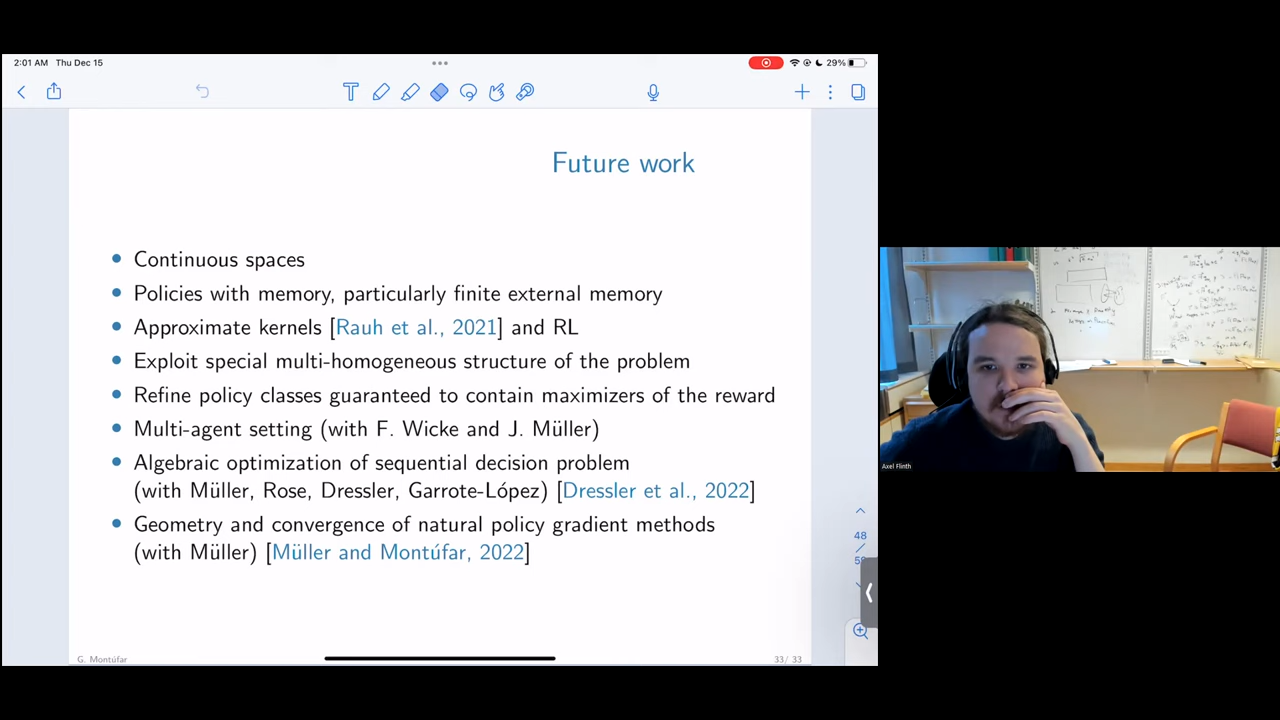 2:01 AM Thu Dec 15
29%
Future work
• Continuous spaces
• Policies with memory, particularly finite external memory
• Approximate kernels [Rauh et al., 2021] and RL
• Exploit special multi-homogeneous structure of the problem
• Refine policy classes guaranteed to contain maximizers of the reward
• Multi-agent setting (with F. Wicke and J. Müller)
• Algebraic optimization of sequential decision problem
(with Müller, Rose, Dressler, Garrote-López) [Dressler et al., 2022]
• Geometry and convergence of natural policy gradient methods
(with Müller) [Müller and Montúfar, 2022]
48
G. Montúfar
33/ 33
Axel Flinth